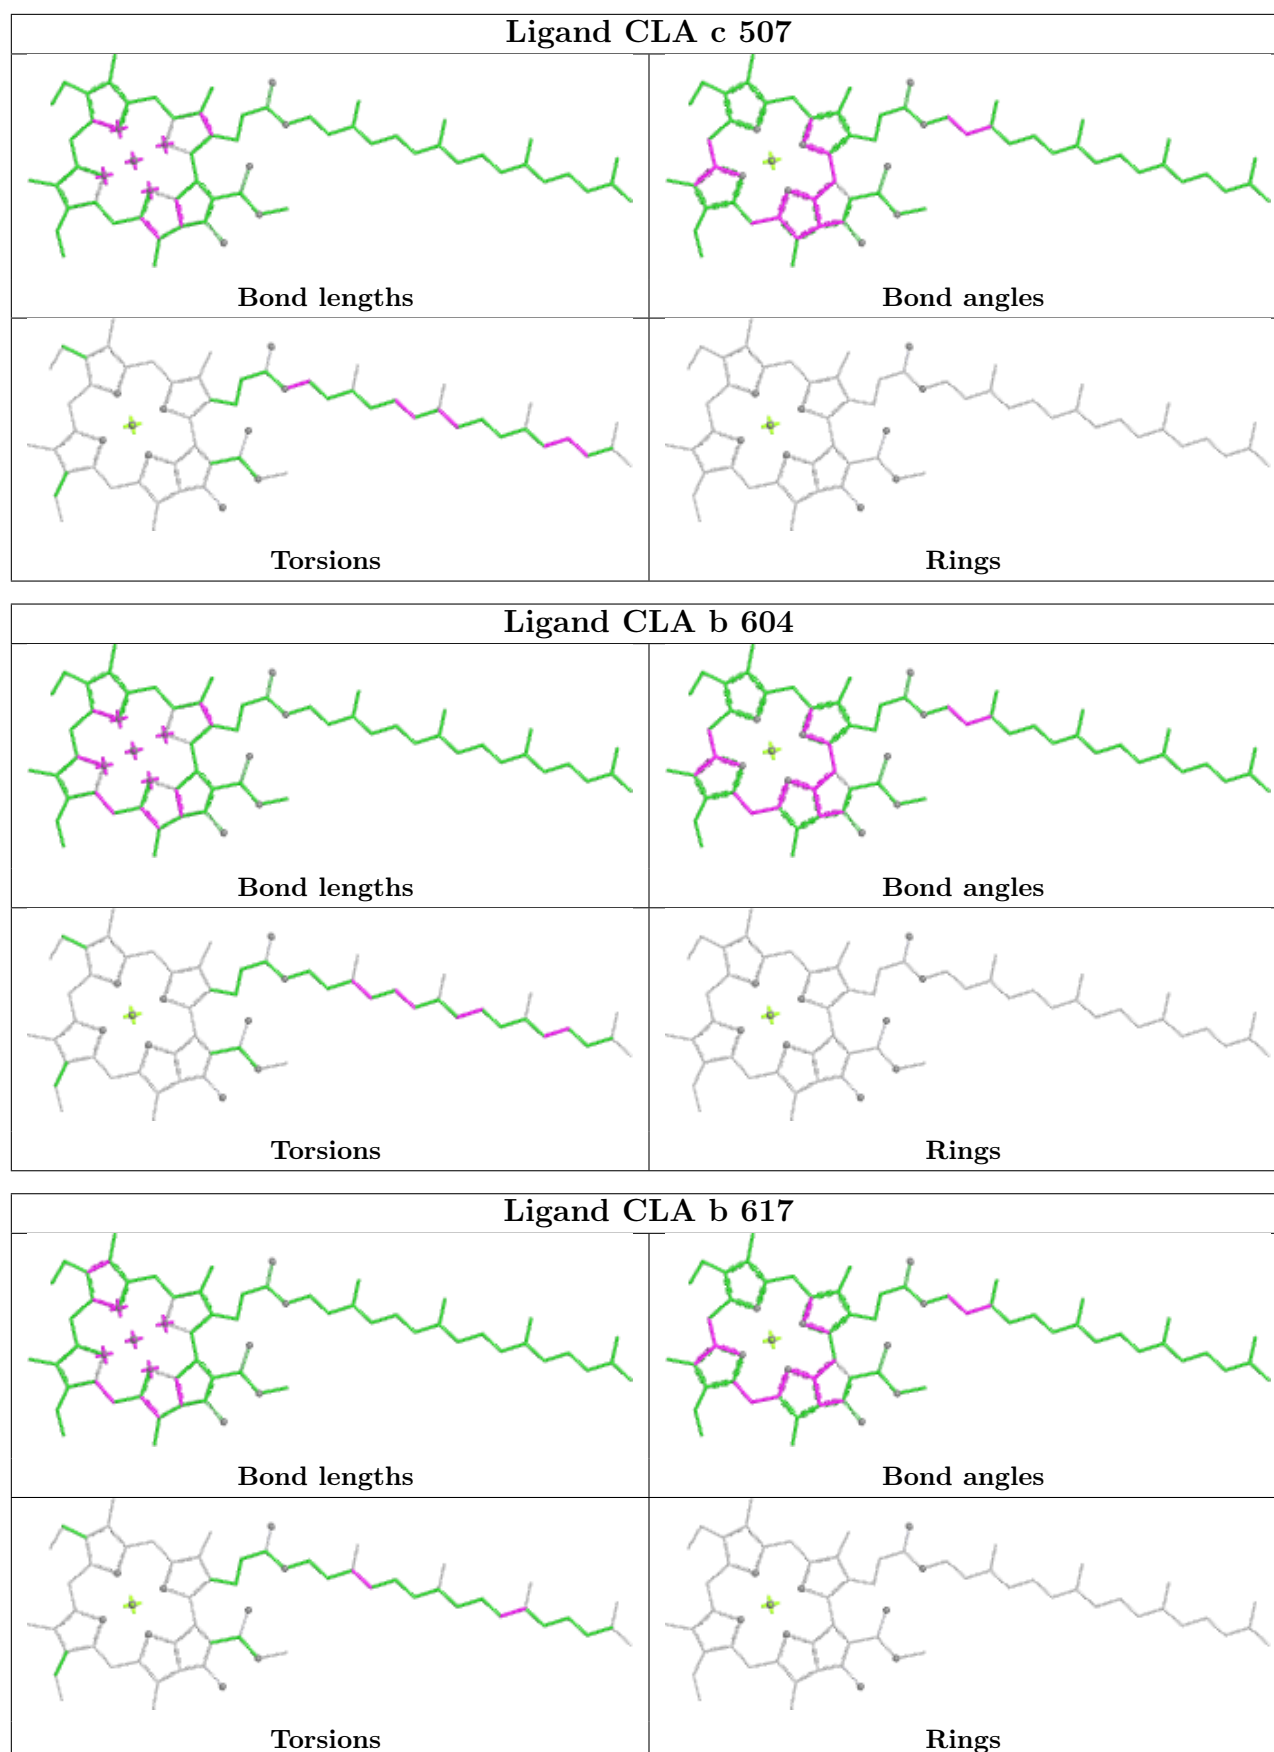 Ligand CLA c 507
Bond lengths
Bond angles
Torsions
Rings
Ligand CLA b 604
Bond lengths
Bond angles
Torsions
Rings
Ligand CLA b 617
Bond lengths
Bond angles
Torsions
Rings